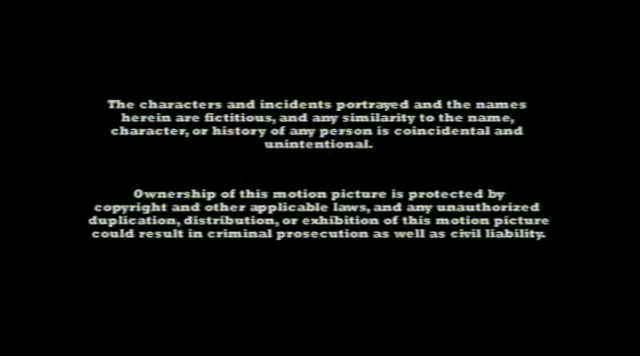 The characters and incidents portrayed and the names
herein are fictitious, and any similarity to the name,
character, or history of any person is coincidental and
unintentional.
Ownership of this motion picture is protected by
copyright and other applicable laws, and any unauthorized
duplication, distribution, or exhibition of this motion picture
could result in criminal prosecution as well as civil liability.